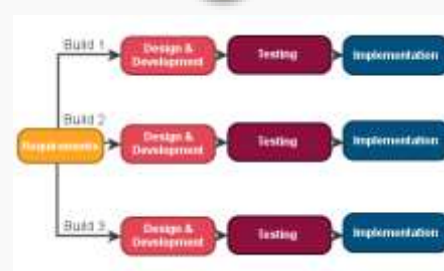 Build 1
Design &
Development
Testing
Implementation
Build 2
Requirements
Design &
Development
Testing
Implementation
Build 3
Design &
Development
Testing
Implementation